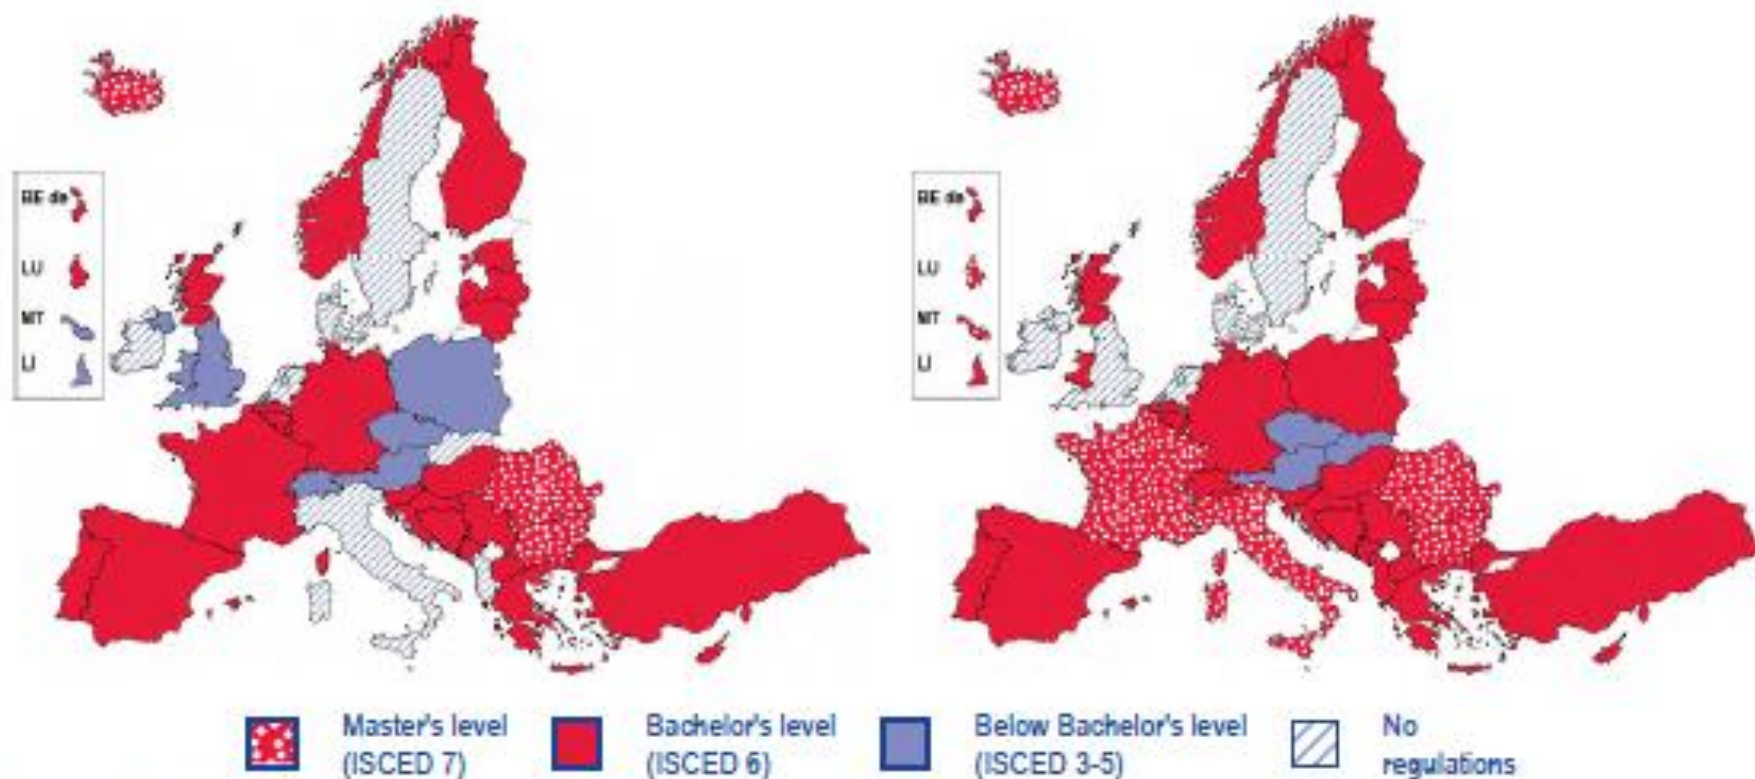 BE de
LU
MT
LI
BE de
LU
MT
LI
Master's level
(ISCED 7)
Bachelor's level
(ISCED 6)
Below Bachelor's level
(ISCED 3-5)
No
regulations